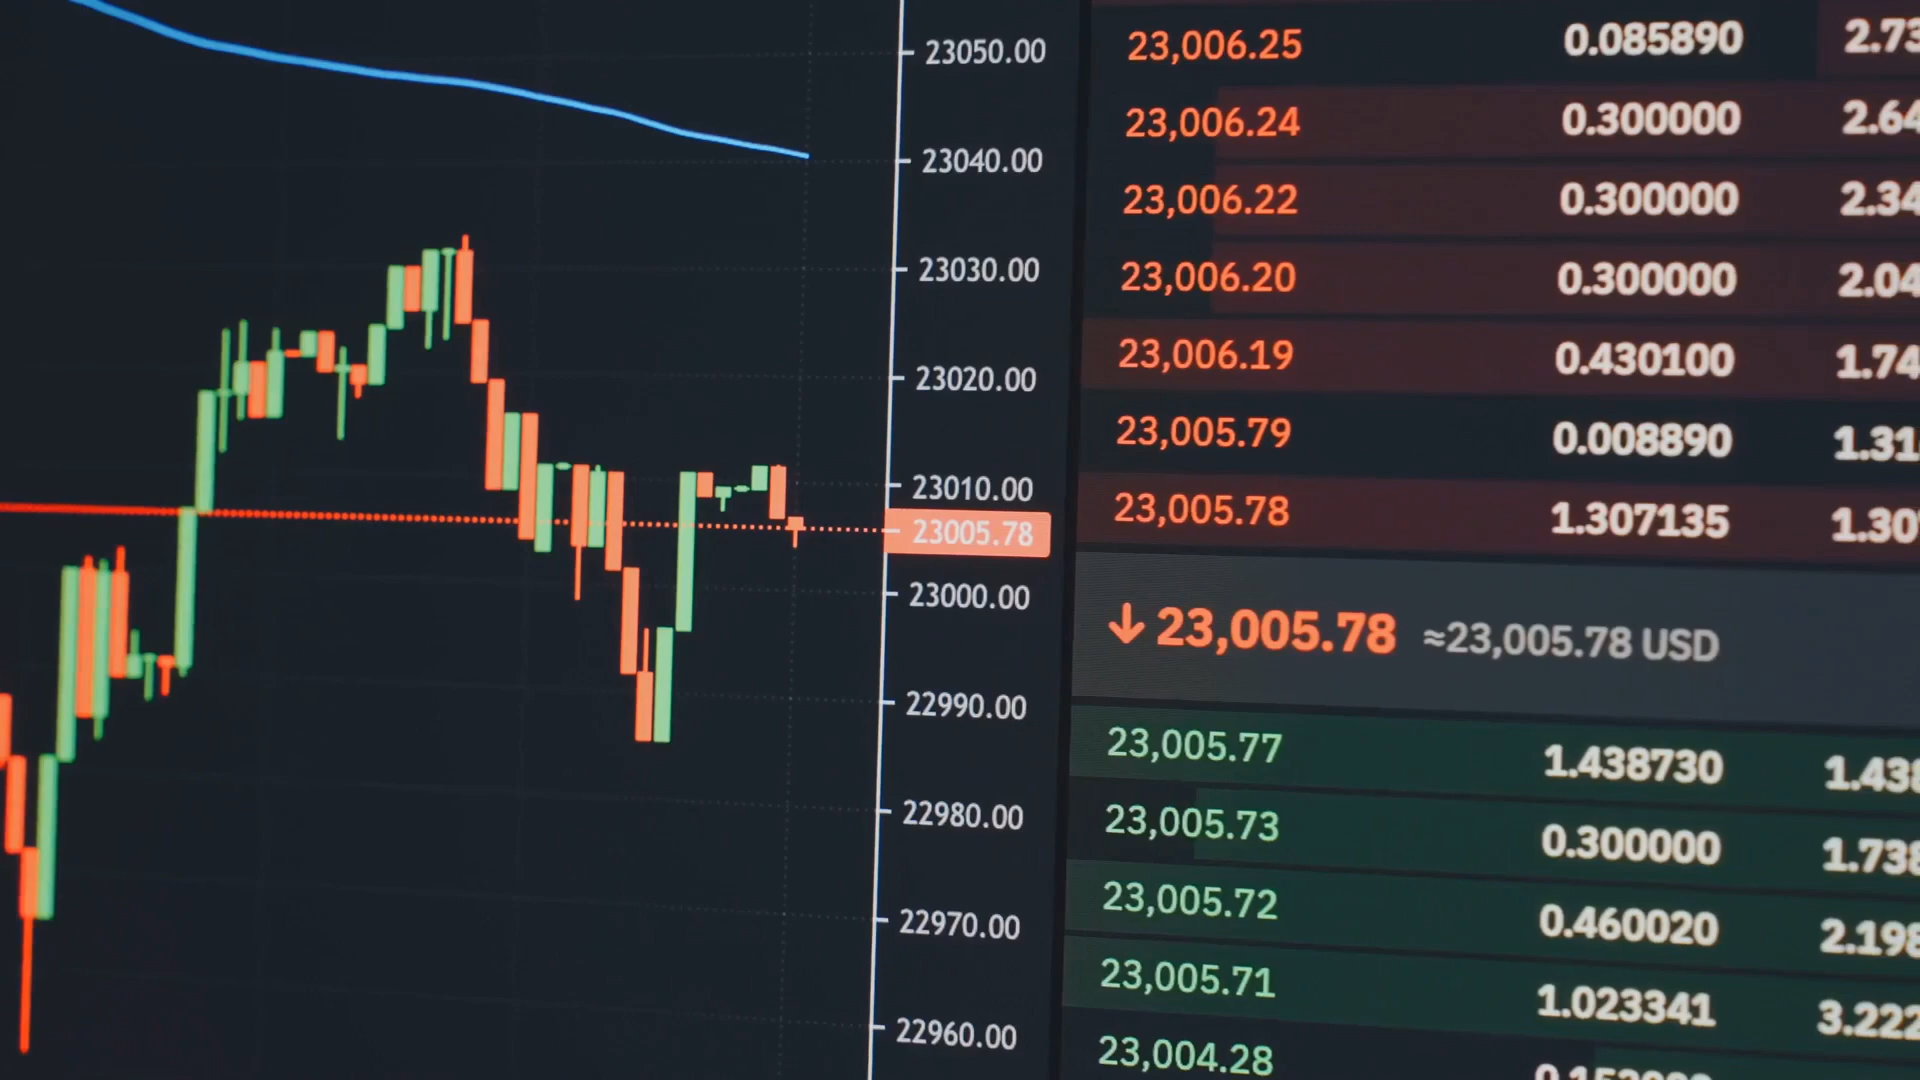 23050.00
23040.00
23030.00
23020.00
23010.00
23005.78
23000.00
22990.00
22980.00
22970.00
22960.00
23,006.25 0.085890 2.73
23,006.24 0.300000 2.64
23,006.22 0.300000 2.34
23,006.20 0.300000 2.04
23,006.19 0.430100 1.74
23,005.79 0.008890 1.31
23,005.78 1.307135 1.30
↓ 23,005.78 ≈23,005.78 USD
23,005.77 1.438730 1.438
23,005.73 0.300000 1.738
23,005.72 0.460020 2.198
23,005.71 1.023341 3.222
23,004.28